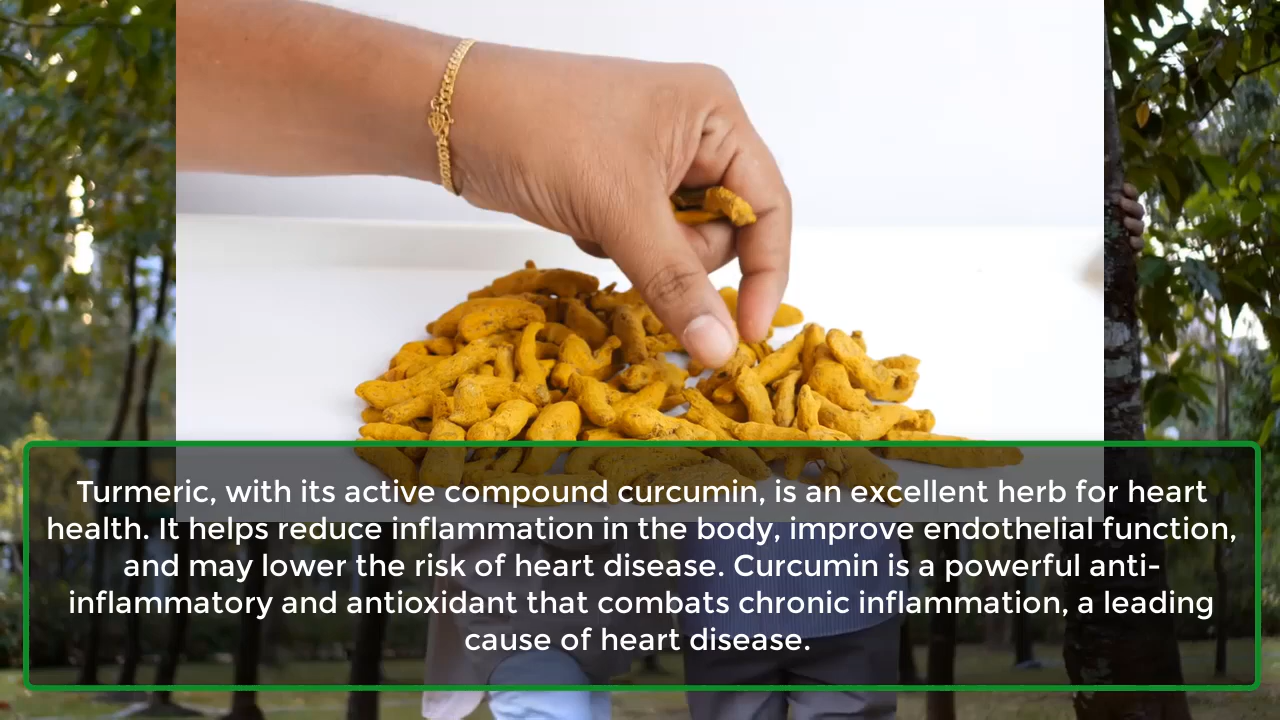 Turmeric, with its active compound curcumin, is an excellent herb for heart
health. It helps reduce inflammation in the body, improve endothelial function,
and may lower the risk of heart disease. Curcumin is a powerful anti-
inflammatory and antioxidant that combats chronic inflammation, a leading
cause of heart disease.